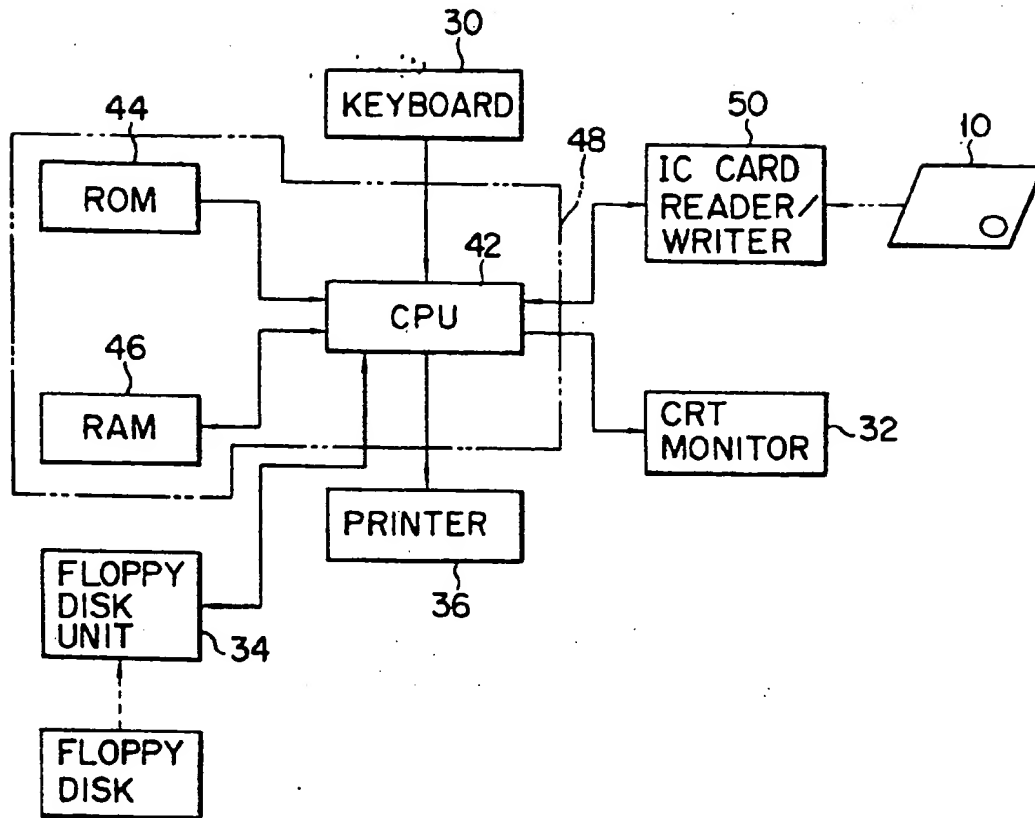 30
KEYBOARD
44
ROM
48
50
IC CARD
READER/
WRITER
10
42
CPU
46
RAM
CRT
MONITOR
32
PRINTER
36
FLOPPY
DISK
UNIT
34
FLOPPY
DISK